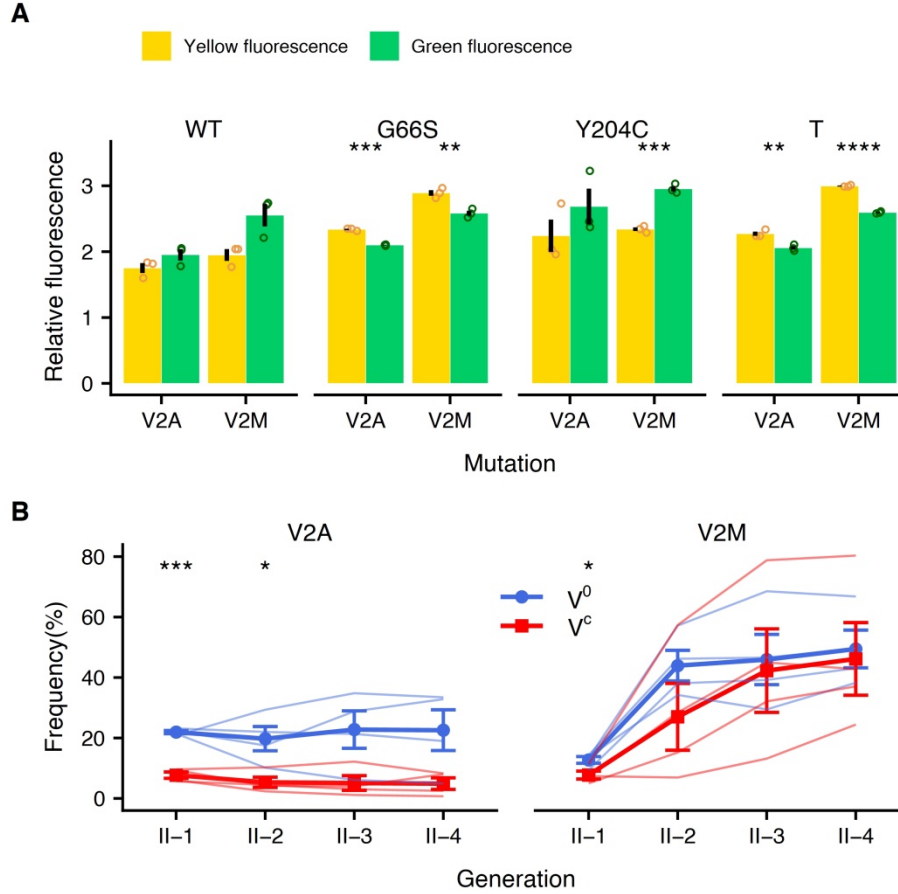 A
Yellow fluorescence Green fluorescence
WT G66S Y204C T
*** ** *** ** ****
Relative fluorescence
3
2
1
0
V2A V2M V2A V2M V2A V2M V2A V2M
Mutation
B
V2A V2M
*** * *
Frequency(%)
80
60
40
20
0
V⁰
Vᶜ
II–1 II–2 II–3 II–4 II–1 II–2 II–3 II–4
Generation